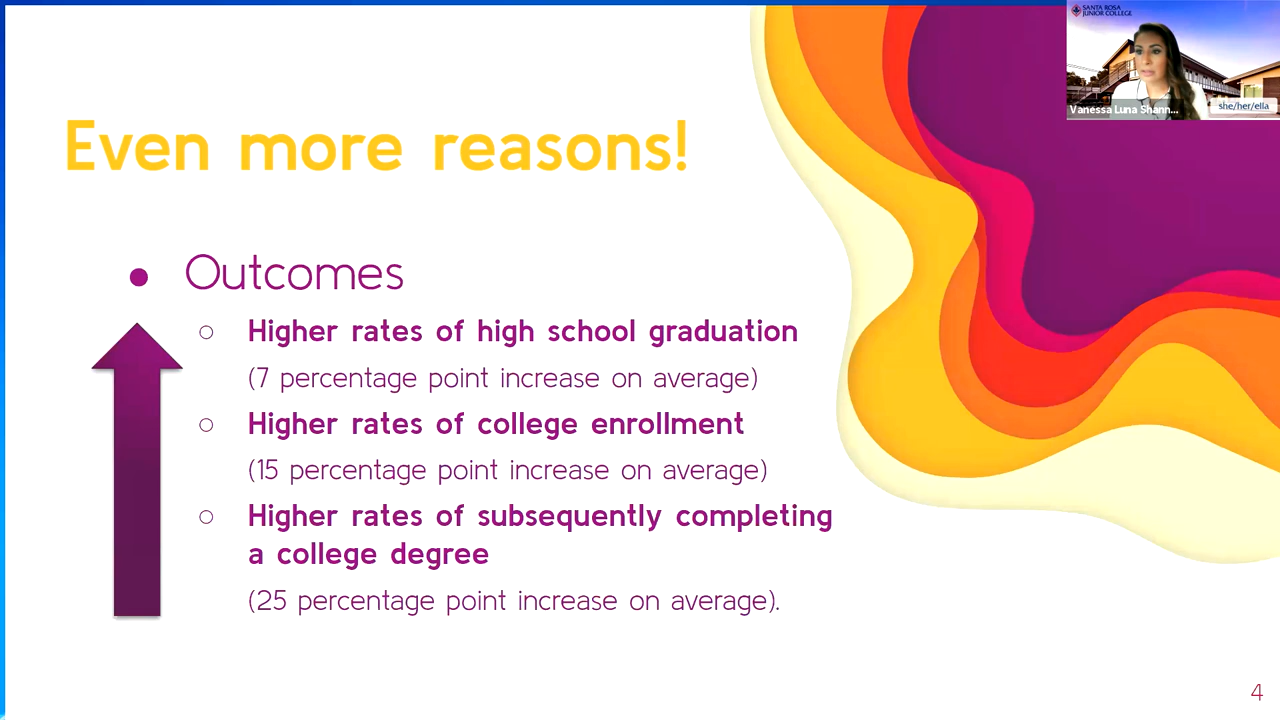 SANTA ROSA
JUNIOR COLLEGE
Vanessa Luna Shann...
she/her/ella
Even more reasons!
● Outcomes
○ Higher rates of high school graduation
(7 percentage point increase on average)
○ Higher rates of college enrollment
(15 percentage point increase on average)
○ Higher rates of subsequently completing
a college degree
(25 percentage point increase on average).
4